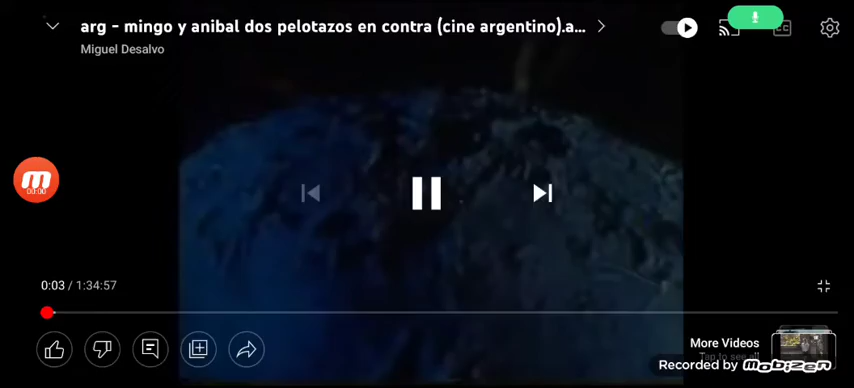 arg - mingo y anibal dos pelotazos en contra (cine argentino).a...
Miguel Desalvo
CC
00:00
0:03 / 1:34:57
More Videos
Tap to see all
Recorded by MOBIZEN